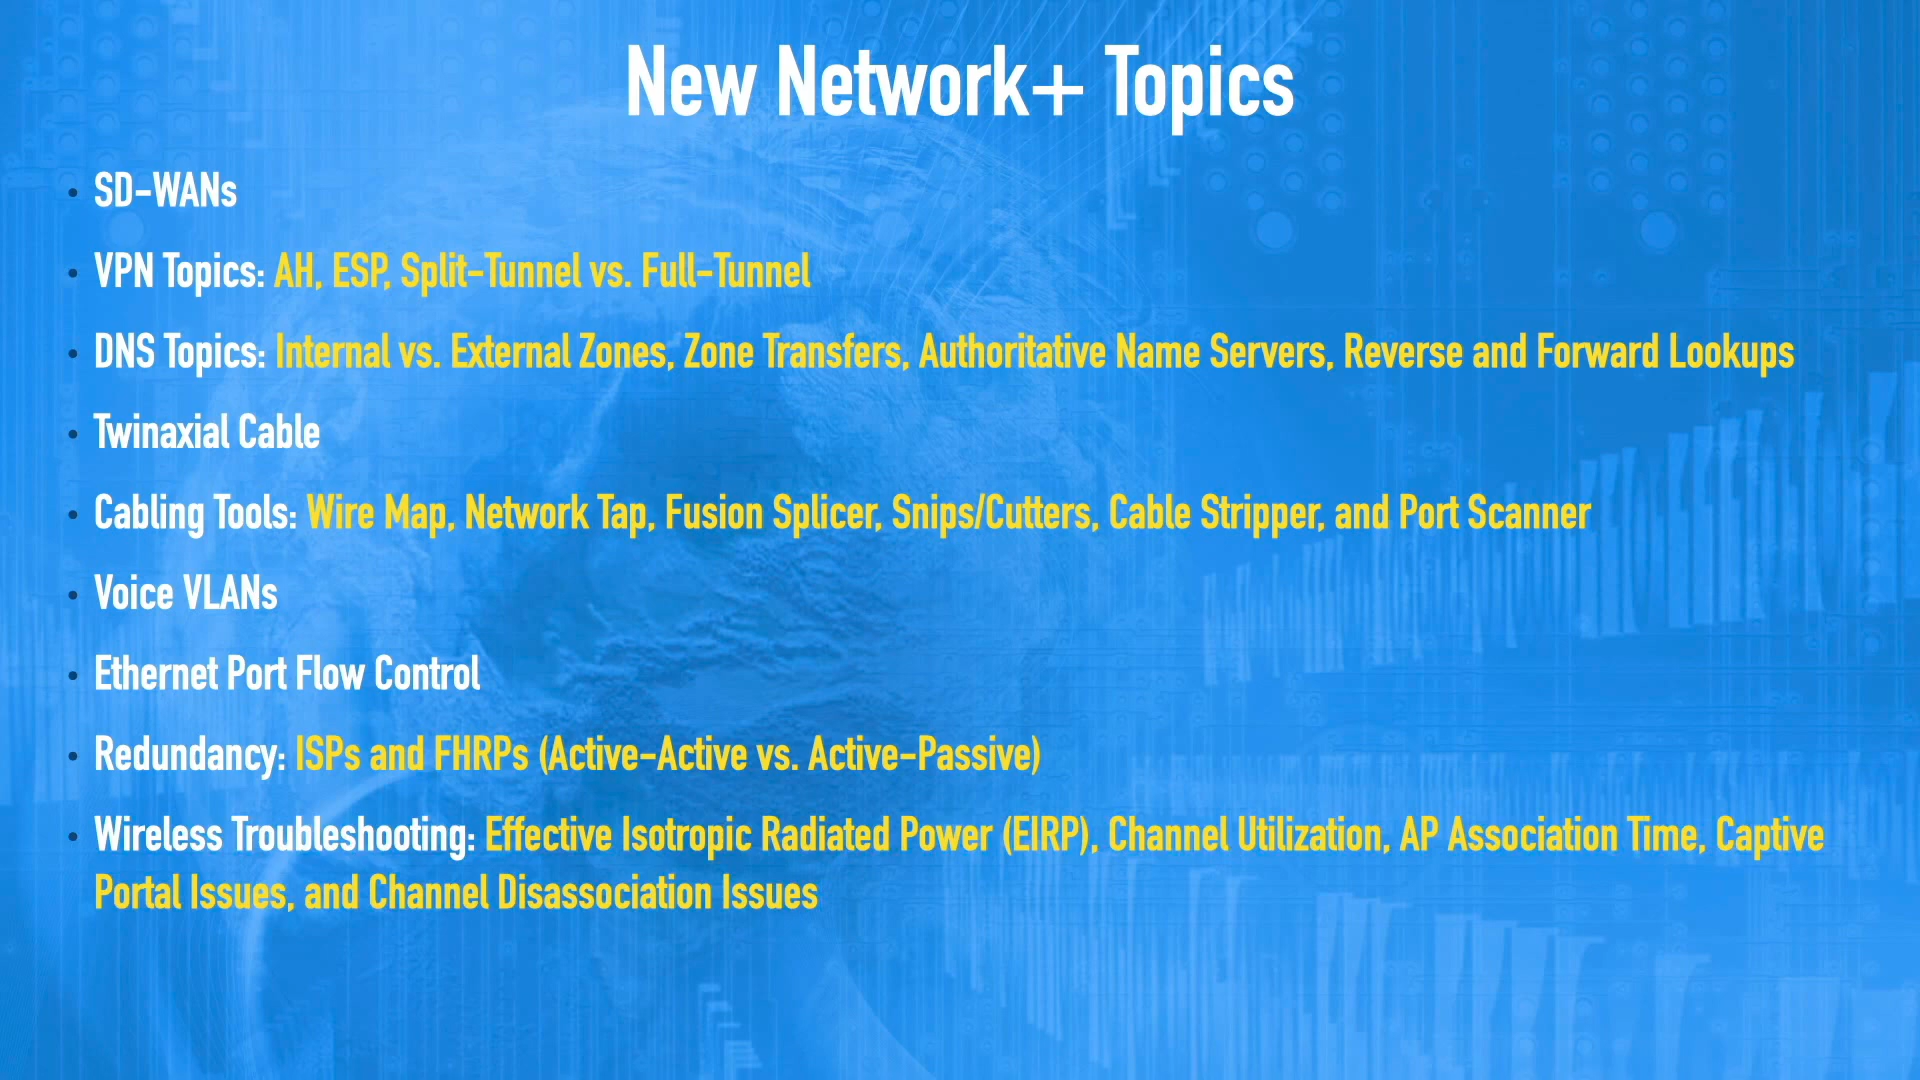 New Network+ Topics
• SD-WANs
• VPN Topics: AH, ESP, Split-Tunnel vs. Full-Tunnel
• DNS Topics: Internal vs. External Zones, Zone Transfers, Authoritative Name Servers, Reverse and Forward Lookups
• Twinaxial Cable
• Cabling Tools: Wire Map, Network Tap, Fusion Splicer, Snips/Cutters, Cable Stripper, and Port Scanner
• Voice VLANs
• Ethernet Port Flow Control
• Redundancy: ISPs and FHRPs (Active-Active vs. Active-Passive)
• Wireless Troubleshooting: Effective Isotropic Radiated Power (EIRP), Channel Utilization, AP Association Time, Captive
Portal Issues, and Channel Disassociation Issues